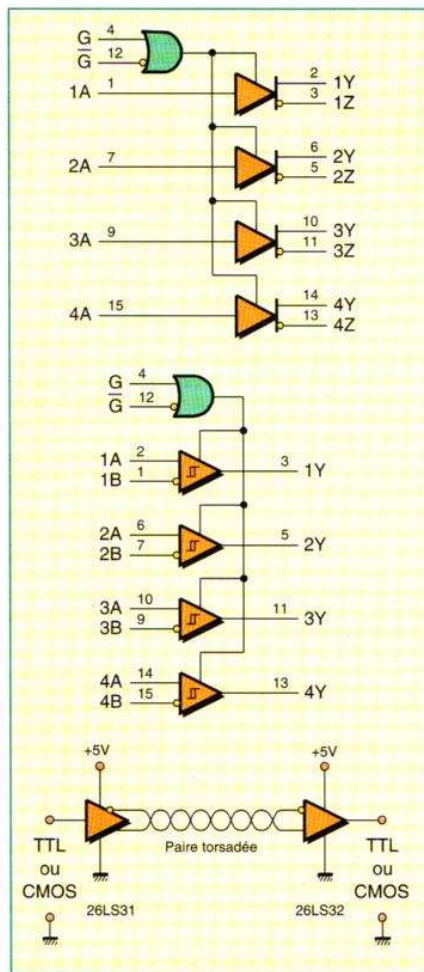 G 4
G̅ 12
1A 1 2 1Y
3 1Z
2A 7 6 2Y
5 2Z
3A 9 10 3Y
11 3Z
4A 15 14 4Y
13 4Z
G 4
G̅ 12
1A 2 3 1Y
1B 1
2A 6 5 2Y
2B 7
3A 10 11 3Y
3B 9
4A 14 13 4Y
4B 15
+5V +5V
TTL ou CMOS
Paire torsadée
TTL ou CMOS
26LS31 26LS32